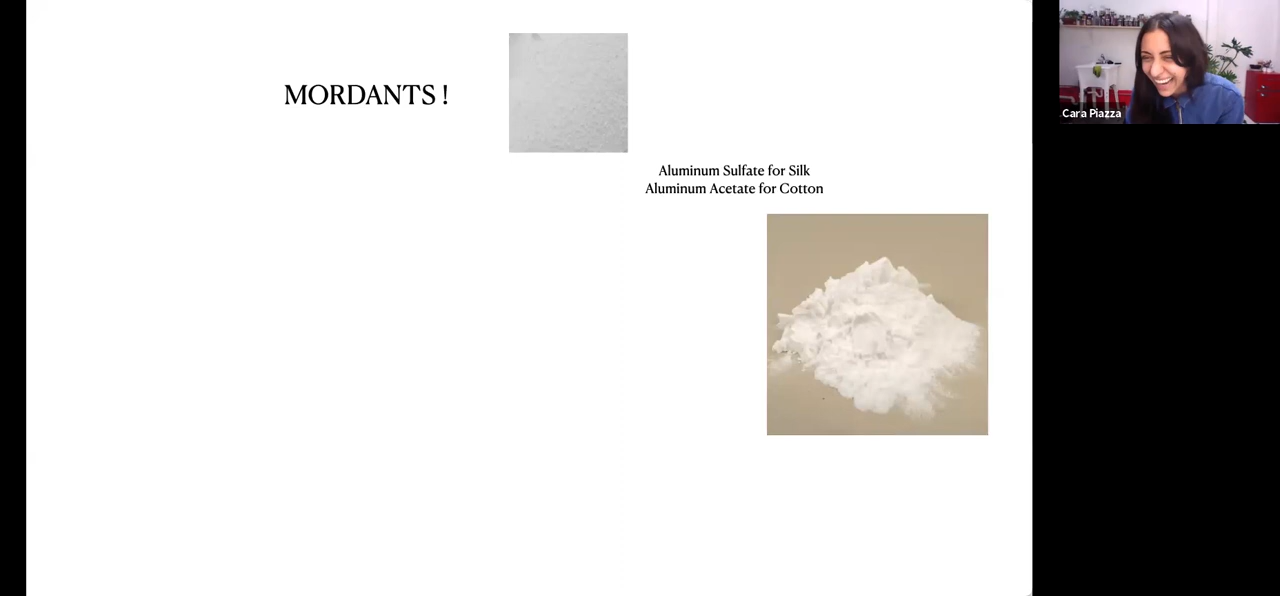 MORDANTS !
Aluminum Sulfate for Silk
Aluminum Acetate for Cotton
Cara Piazza